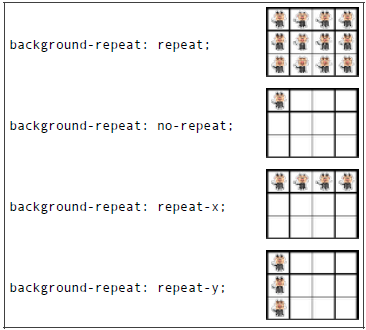 background-repeat: repeat;
background-repeat: no-repeat;
background-repeat: repeat-x;
background-repeat: repeat-y;